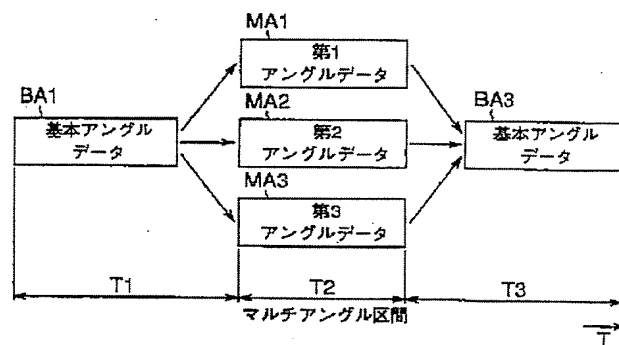 MA1
第1
アングルデータ
BA1
基本アングル
データ
MA2
第2
アングルデータ
BA3
基本アングル
データ
MA3
第3
アングルデータ
T1
T2
T3
マルチアングル区間
T